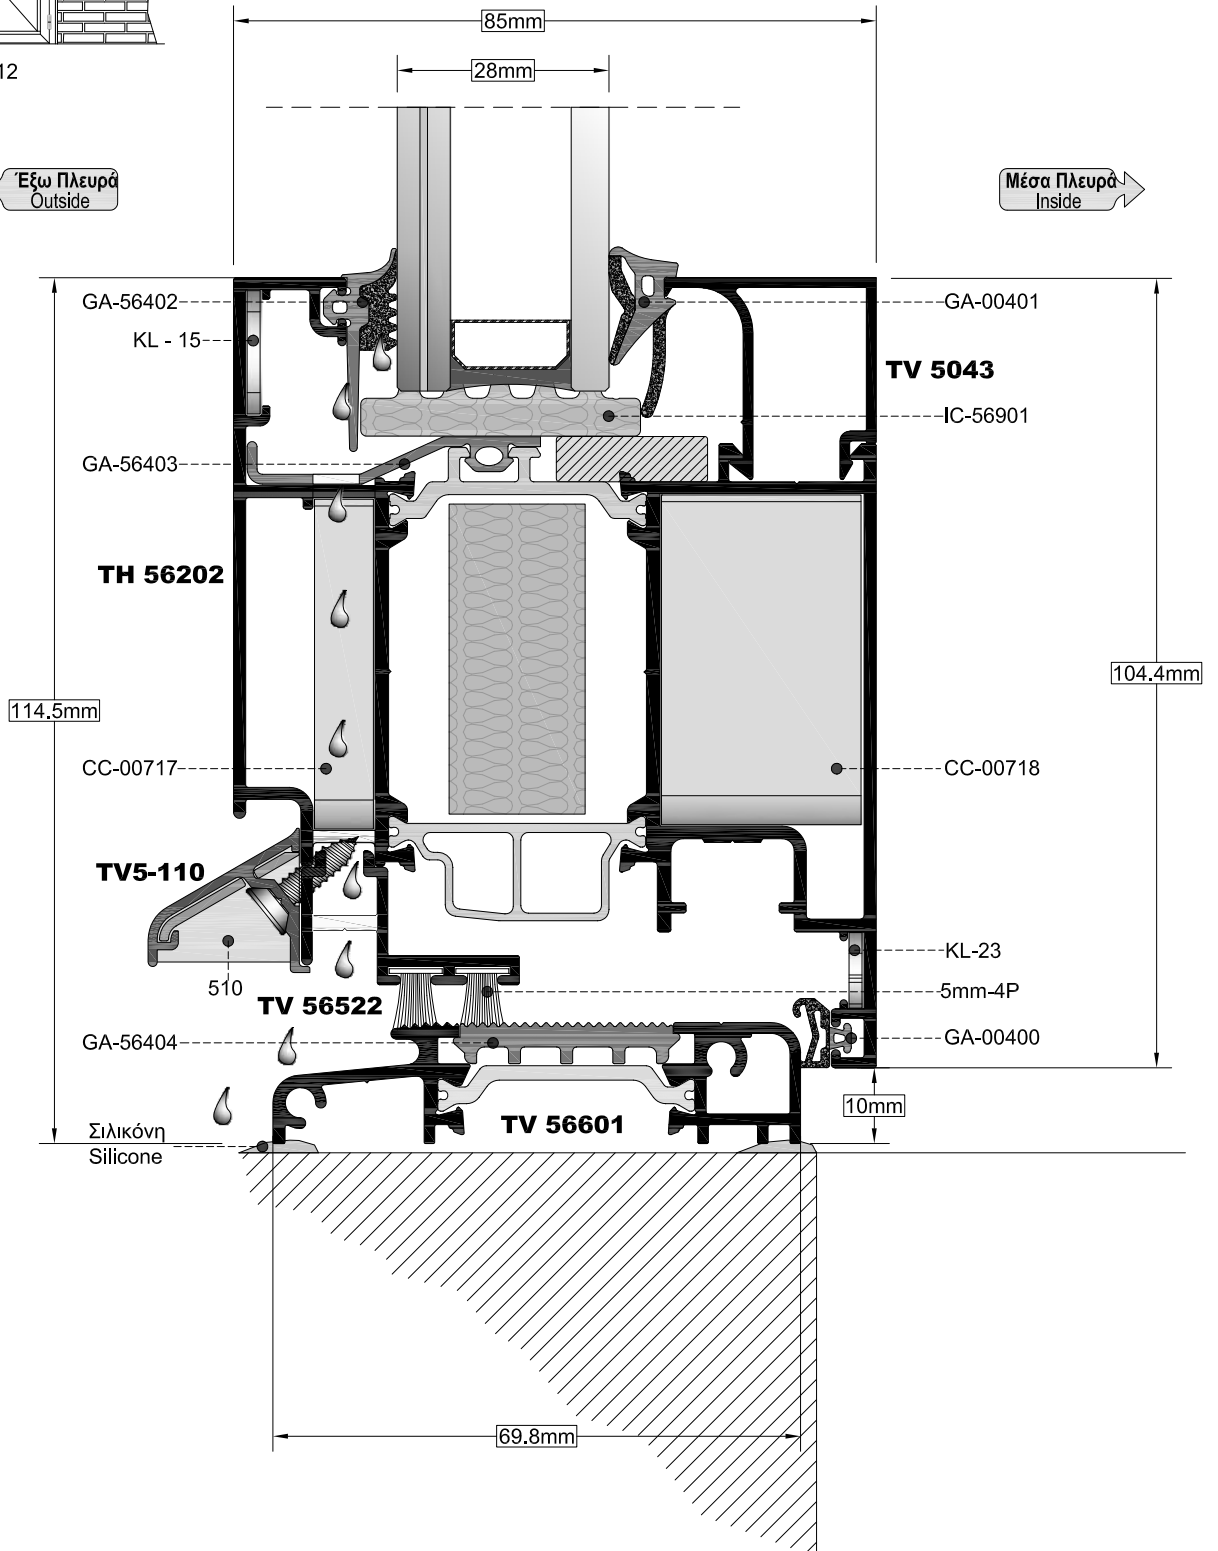 85mm
28mm
12
Έξω Πλευρά
Outside
Μέσα Πλευρά
Inside
GA-56402
GA-00401
KL - 15
TV 5043
IC-56901
GA-56403
TH 56202
104.4mm
114.5mm
CC-00717
CC-00718
TV5-110
KL-23
510
TV 56522
5mm-4P
GA-56404
GA-00400
10mm
TV 56601
Σιλικόνη
Silicone
69.8mm